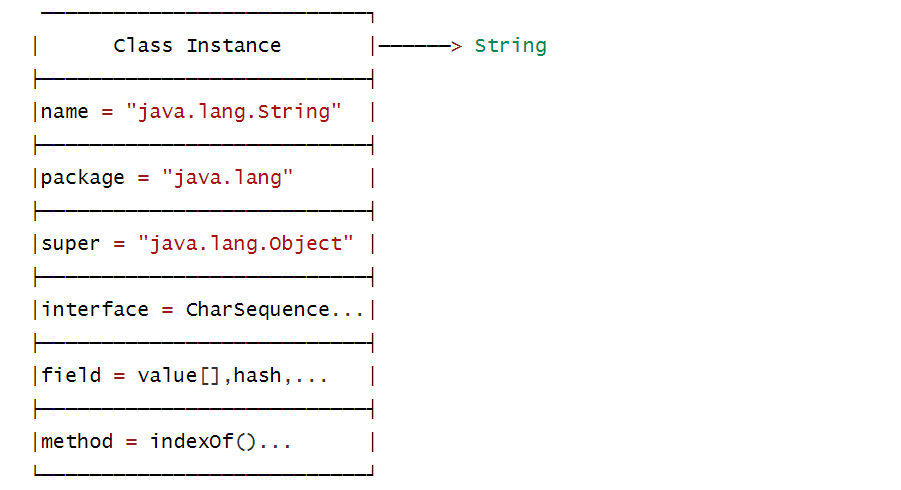 Class Instance ——————> String
name = "java.lang.String"
package = "java.lang"
super = "java.lang.Object"
interface = CharSequence...
field = value[],hash,...
method = indexOf()...